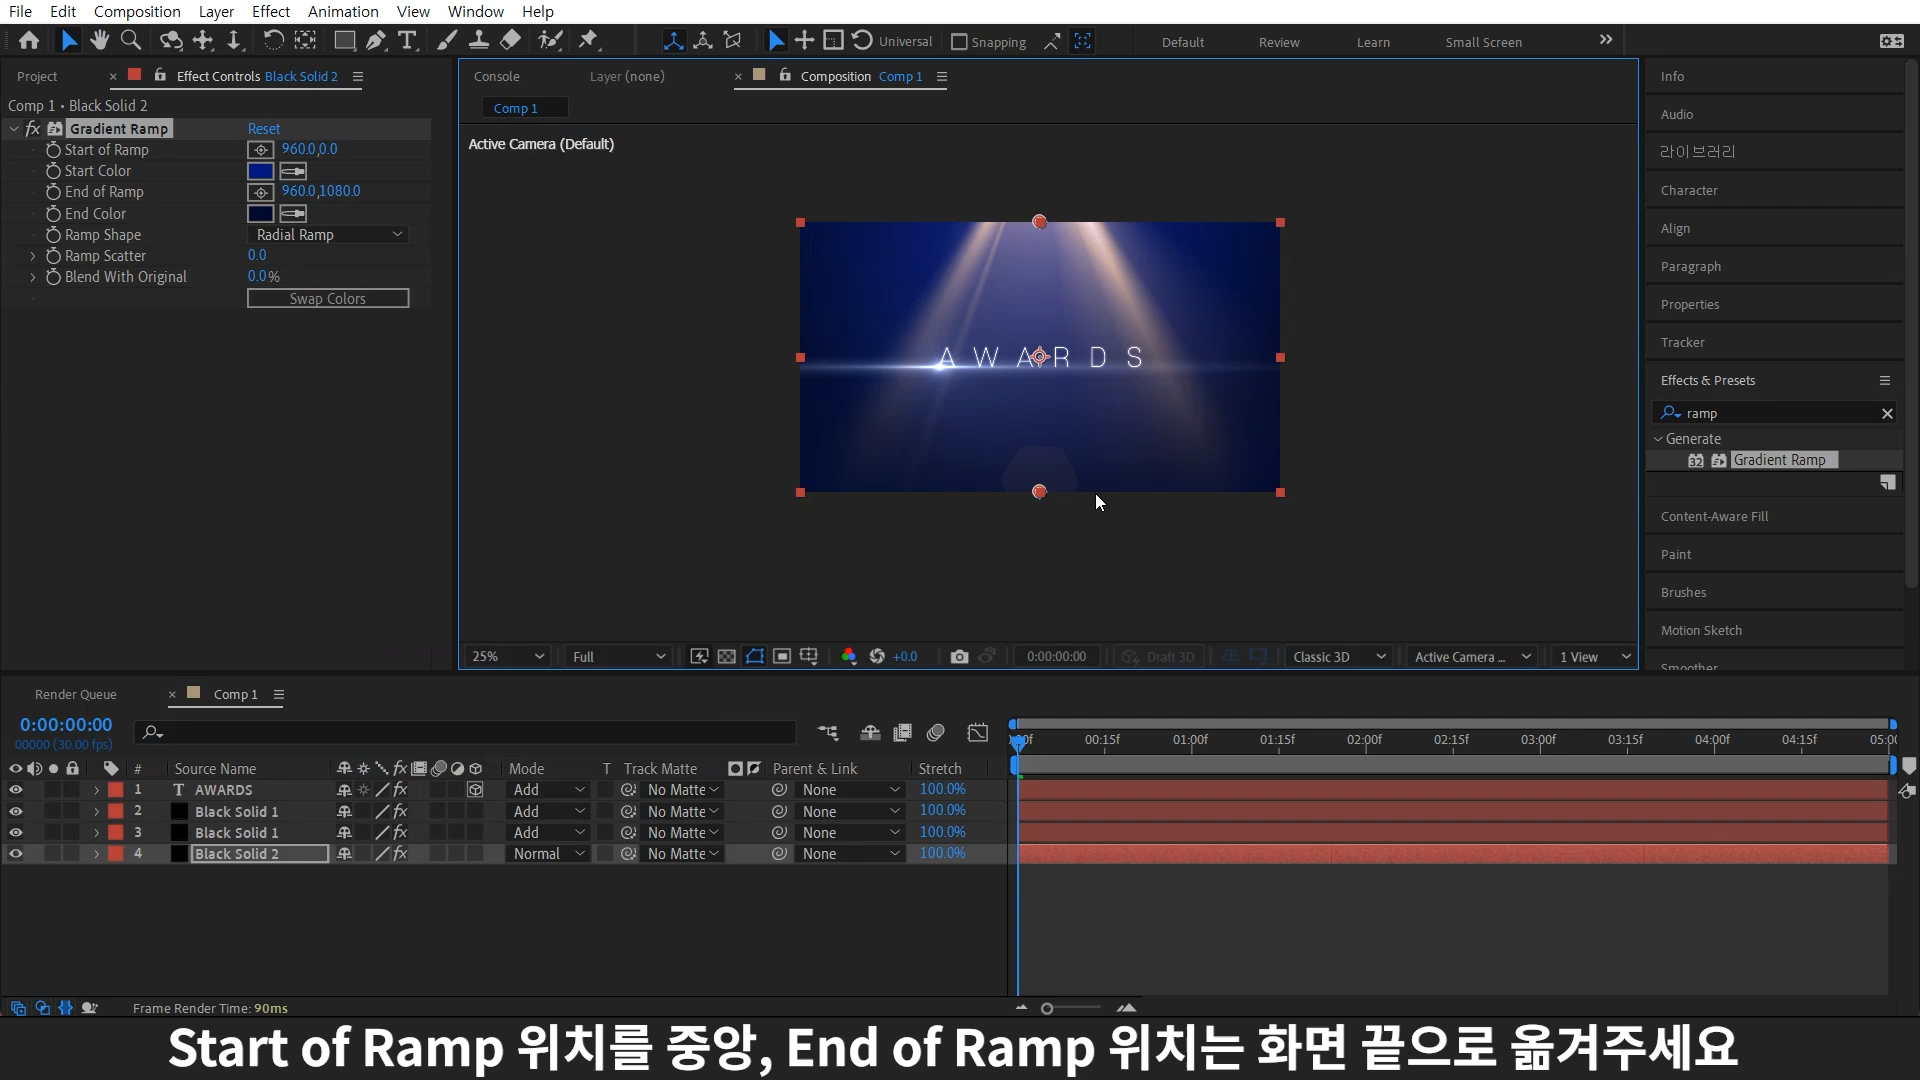 File Edit Composition Layer Effect Animation View Window Help
Universal Snapping Default Review Learn Small Screen
Project Effect Controls Black Solid 2
Comp 1 • Black Solid 2
fx Gradient Ramp Reset
Start of Ramp 960.0,0.0
Start Color
End of Ramp 960.0,1080.0
End Color
Ramp Shape Radial Ramp
Ramp Scatter 0.0
Blend With Original 0.0%
Swap Colors
Console Layer (none) Composition Comp 1
Comp 1
Active Camera (Default)
AWARDS
25% Full +0.0 0:00:00:00 Draft 3D Classic 3D Active Camera ... 1 View
Info
Audio
라이브러리
Character
Align
Paragraph
Properties
Tracker
Effects & Presets
ramp
Generate
32 Gradient Ramp
Content-Aware Fill
Paint
Brushes
Motion Sketch
Smoother
Render Queue Comp 1
0:00:00:00
00000 (30.00 fps)
00:15f 01:00f 01:15f 02:00f 02:15f 03:00f 03:15f 04:00f 04:15f
# Source Name fx Mode T Track Matte Parent & Link Stretch
1 T AWARDS fx Add No Matte None 100.0%
2 Black Solid 1 fx Add No Matte None 100.0%
3 Black Solid 1 fx Add No Matte None 100.0%
4 Black Solid 2 fx Normal No Matte None 100.0%
Frame Render Time: 90ms
Start of Ramp 위치를 중앙, End of Ramp 위치는 화면 끝으로 옮겨주세요